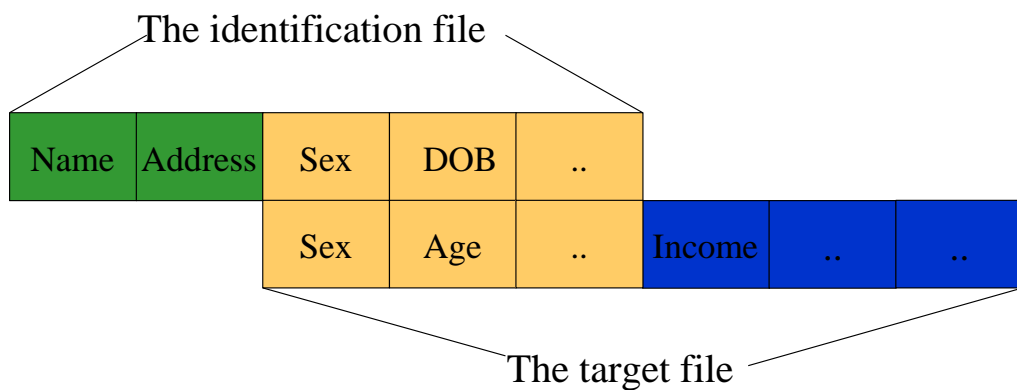 The identification file
Name Address Sex DOB ..
Sex Age .. Income .. ..
The target file